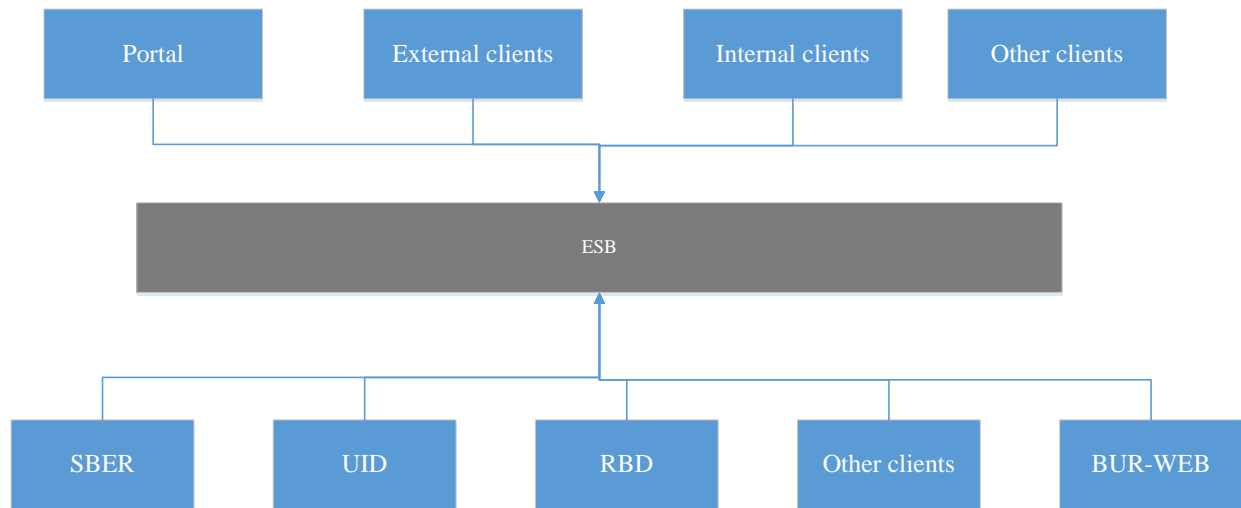 Portal
External clients
Internal clients
Other clients
ESB
SBER
UID
RBD
Other clients
BUR-WEB